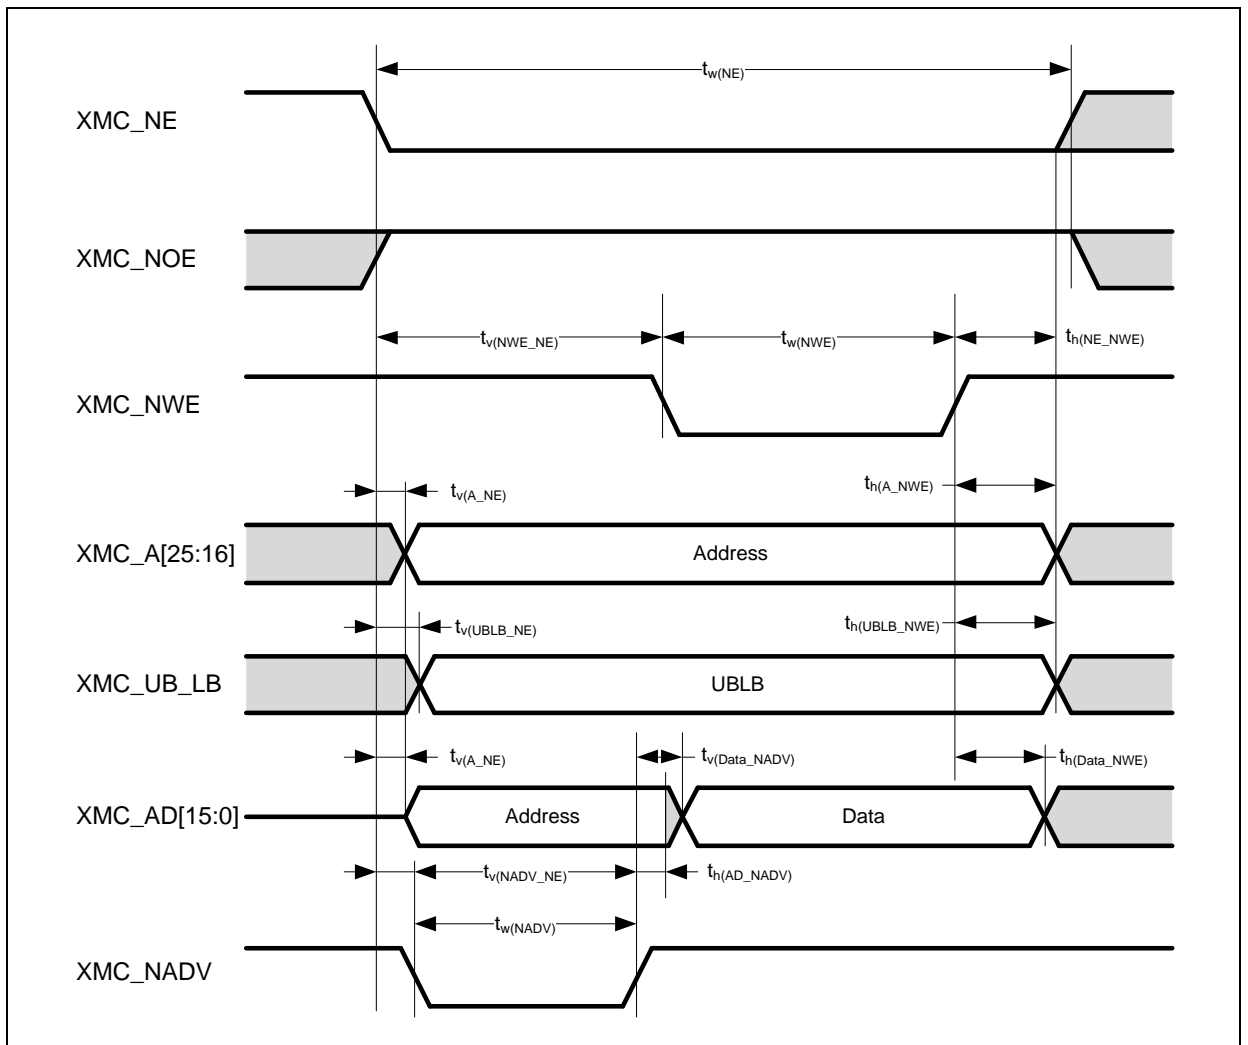 t_w(NE)
XMC_NE
XMC_NOE
t_v(NWE_NE) t_w(NWE) t_h(NE_NWE)
XMC_NWE
t_v(A_NE) t_h(A_NWE)
XMC_A[25:16] Address
t_v(UBLB_NE) t_h(UBLB_NWE)
XMC_UB_LB UBLB
t_v(A_NE) t_v(Data_NADV) t_h(Data_NWE)
XMC_AD[15:0] Address Data
t_v(NADV_NE) t_h(AD_NADV)
t_w(NADV)
XMC_NADV